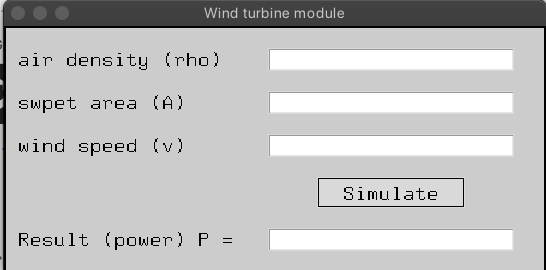 Wind turbine module
air density (rho)
swpet area (A)
wind speed (v)
Simulate
Result (power) P =